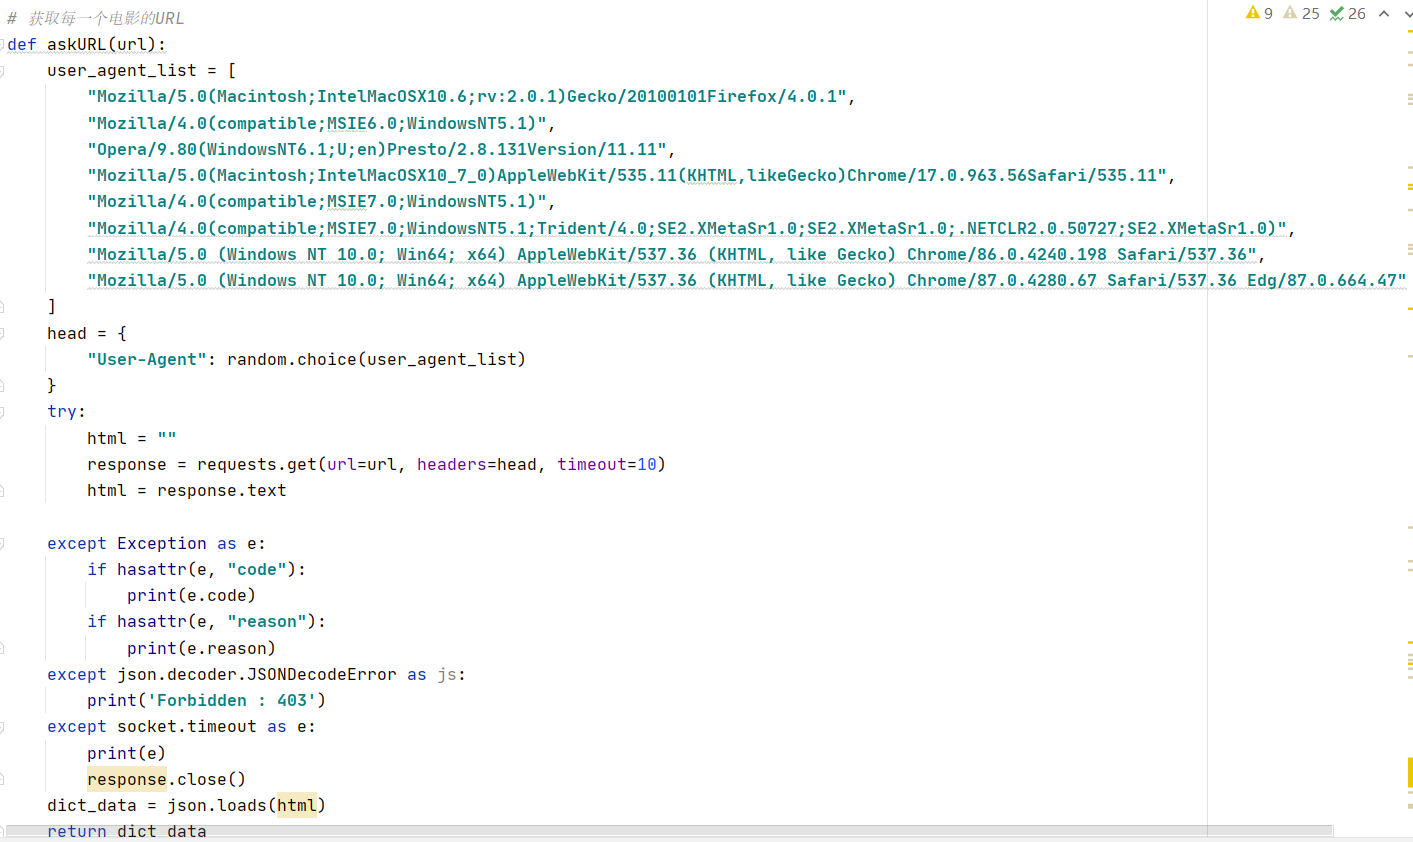 # 获取每一个电影的URL
9 25 26
def askURL(url):
    user_agent_list = [
        "Mozilla/5.0(Macintosh;IntelMacOSX10.6;rv:2.0.1)Gecko/20100101Firefox/4.0.1",
        "Mozilla/4.0(compatible;MSIE6.0;WindowsNT5.1)",
        "Opera/9.80(WindowsNT6.1;U;en)Presto/2.8.131Version/11.11",
        "Mozilla/5.0(Macintosh;IntelMacOSX10_7_0)AppleWebKit/535.11(KHTML,likeGecko)Chrome/17.0.963.56Safari/535.11",
        "Mozilla/4.0(compatible;MSIE7.0;WindowsNT5.1)",
        "Mozilla/4.0(compatible;MSIE7.0;WindowsNT5.1;Trident/4.0;SE2.XMetaSr1.0;SE2.XMetaSr1.0;.NETCLR2.0.50727;SE2.XMetaSr1.0)",
        "Mozilla/5.0 (Windows NT 10.0; Win64; x64) AppleWebKit/537.36 (KHTML, like Gecko) Chrome/86.0.4240.198 Safari/537.36",
        "Mozilla/5.0 (Windows NT 10.0; Win64; x64) AppleWebKit/537.36 (KHTML, like Gecko) Chrome/87.0.4280.67 Safari/537.36 Edg/87.0.664.47"
    ]
    head = {
        "User-Agent": random.choice(user_agent_list)
    }
    try:
        html = ""
        response = requests.get(url=url, headers=head, timeout=10)
        html = response.text
    except Exception as e:
        if hasattr(e, "code"):
            print(e.code)
        if hasattr(e, "reason"):
            print(e.reason)
    except json.decoder.JSONDecodeError as js:
        print('Forbidden : 403')
    except socket.timeout as e:
        print(e)
        response.close()
    dict_data = json.loads(html)
    return dict_data